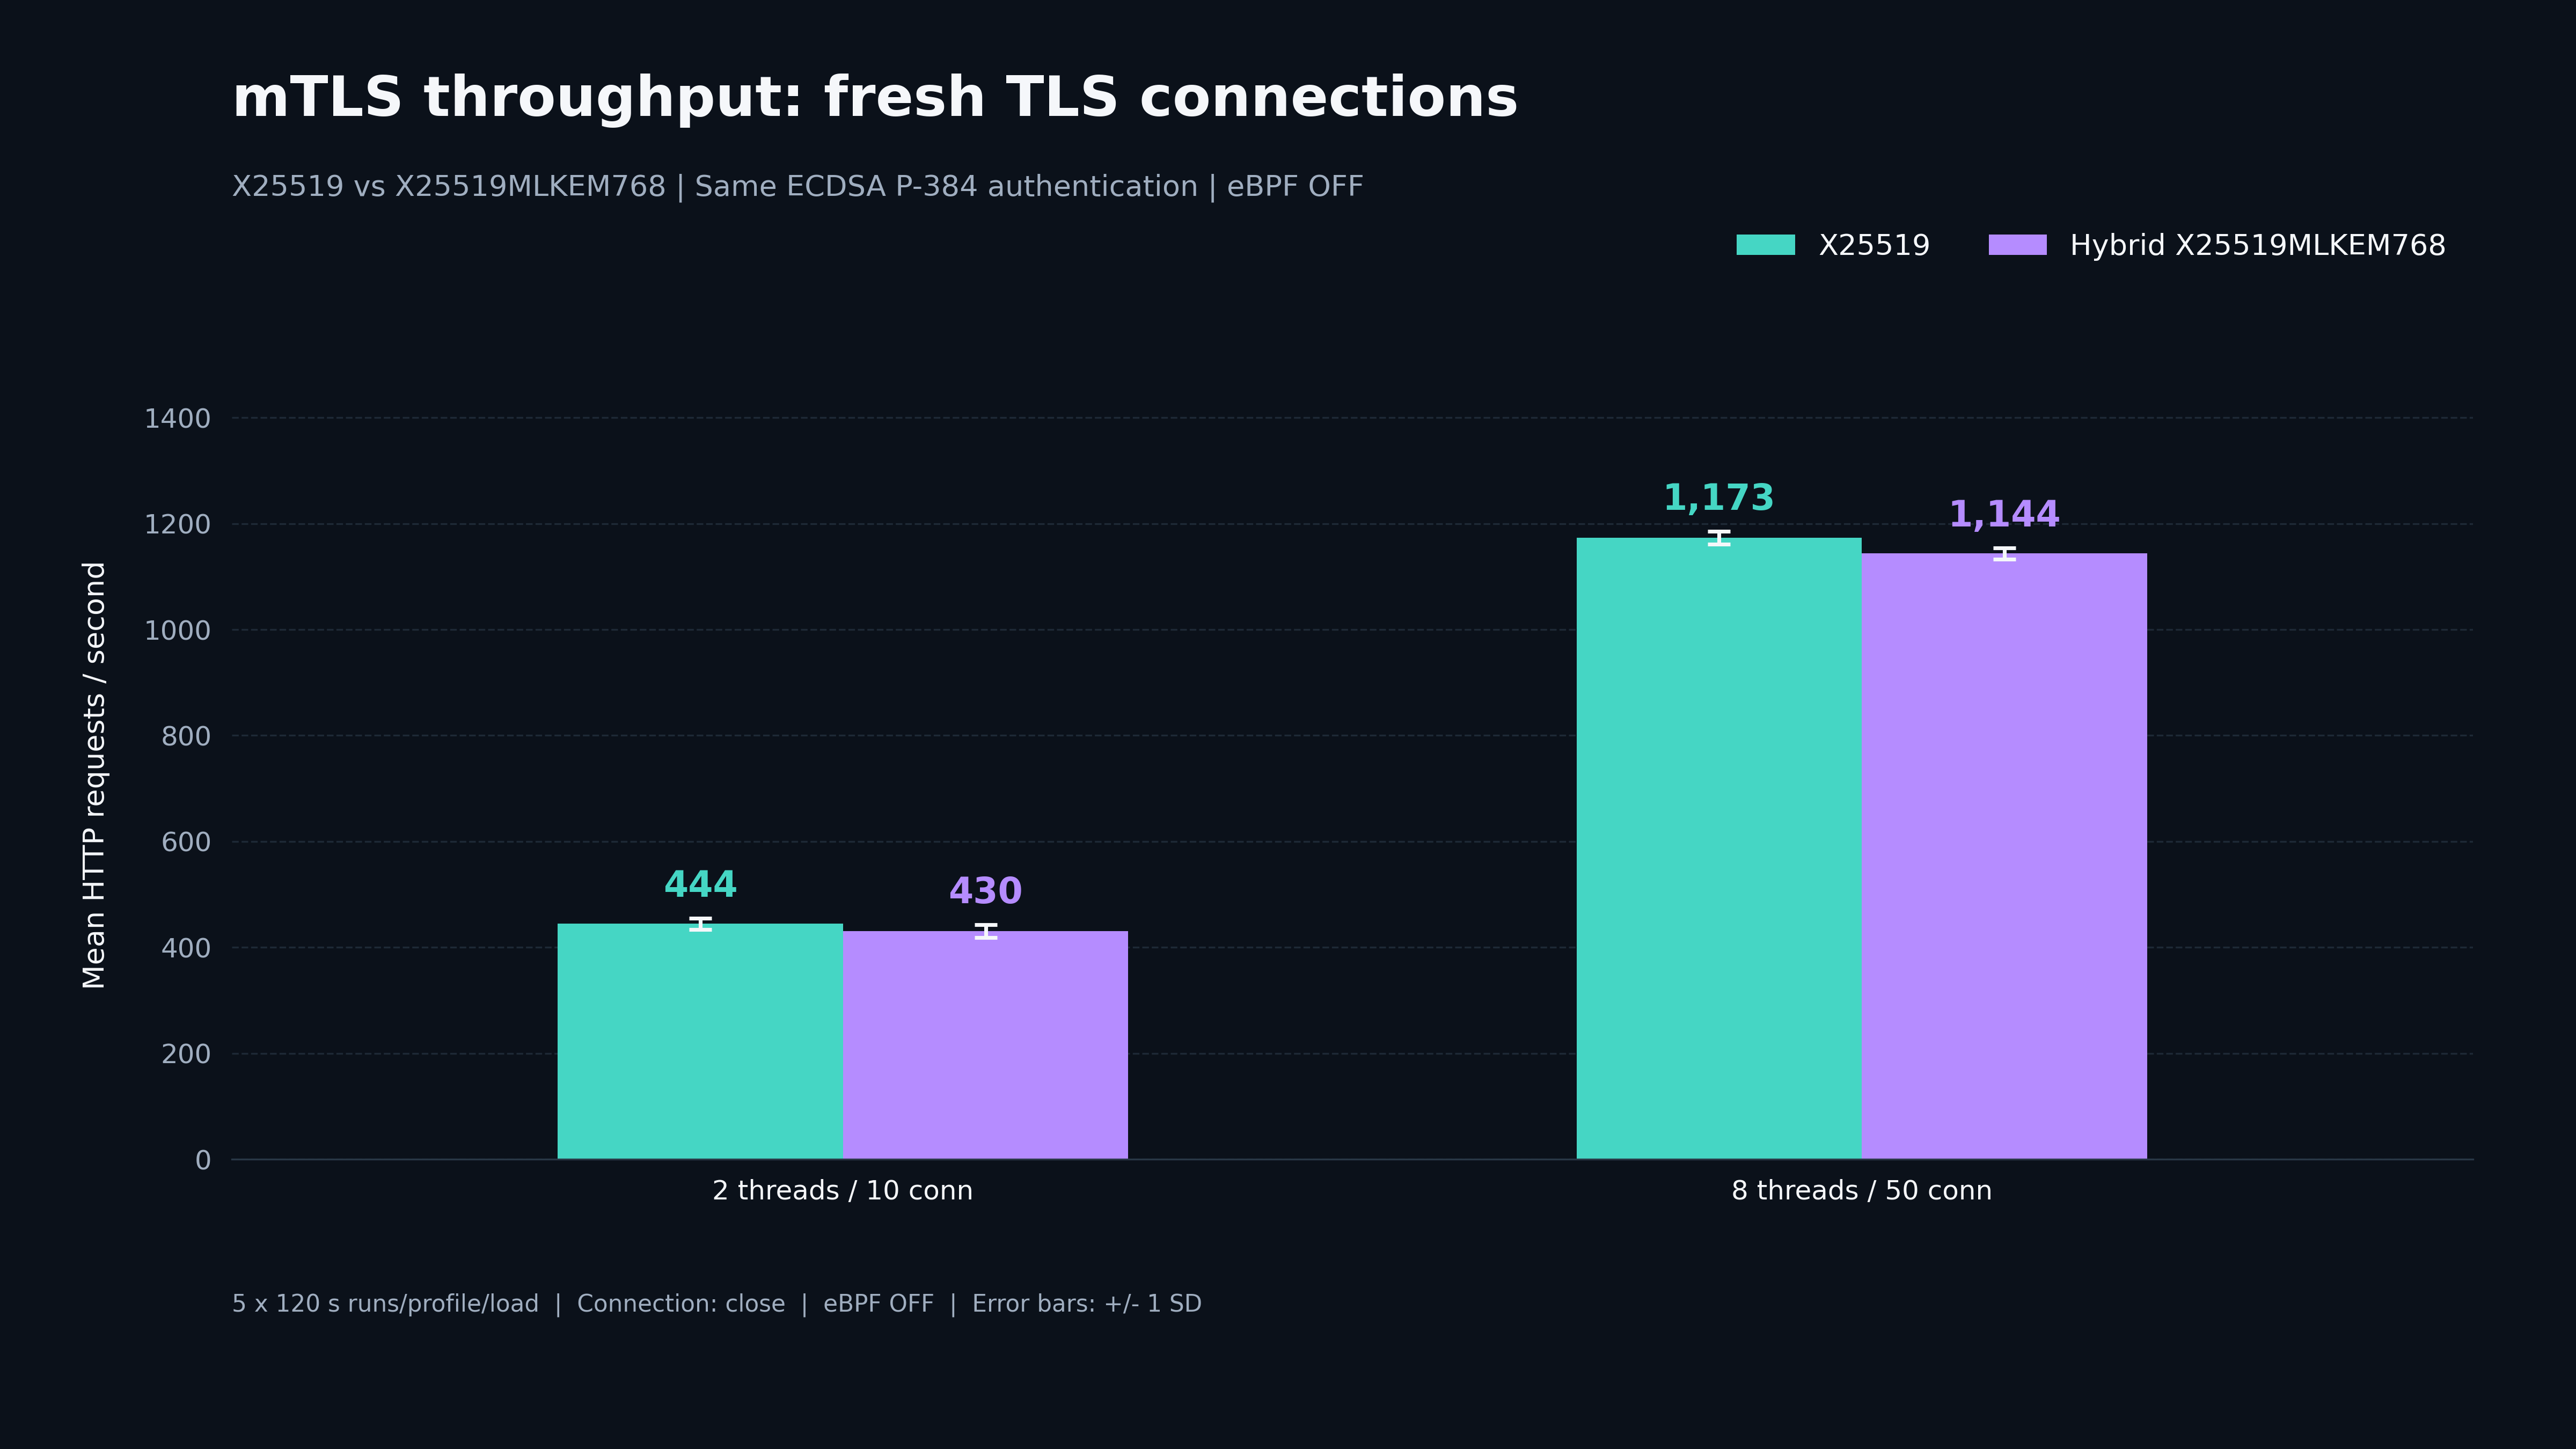 mTLS throughput: fresh TLS connections
X25519 vs X25519MLKEM768 | Same ECDSA P-384 authentication | eBPF OFF
X25519
Hybrid X25519MLKEM768
Mean HTTP requests / second
1400
1200
1000
800
600
400
200
0
444
430
1,173
1,144
2 threads / 10 conn
8 threads / 50 conn
5 x 120 s runs/profile/load | Connection: close | eBPF OFF | Error bars: +/- 1 SD